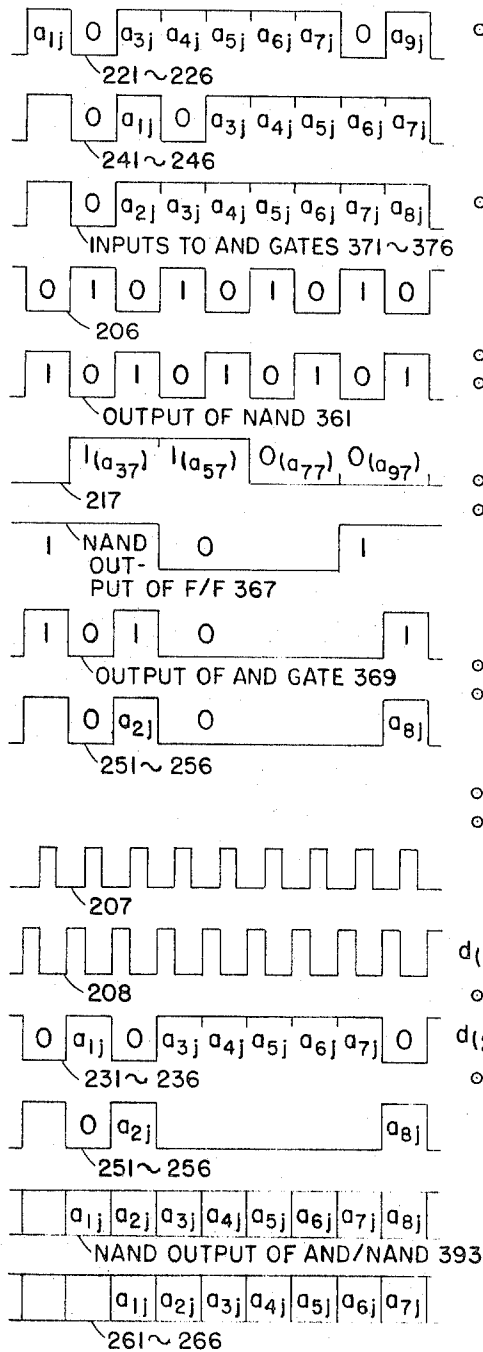 a1j 0 a3j a4j a5j a6j a7j 0 a9j
221~226
0 a1j 0 a3j a4j a5j a6j a7j
241~246
0 a2j a3j a4j a5j a6j a7j a8j
INPUTS TO AND GATES 371~376
0 1 0 1 0 1 0 1 0
206
1 0 1 0 1 0 1 0 1
OUTPUT OF NAND 361
1(a37) 1(a57) 0(a77) 0(a97)
217
1 NAND 0 1
OUT-
PUT OF F/F 367
1 0 1 0 1
OUTPUT OF AND GATE 369
0 a2j 0 a8j
251~256
207
208
d(
0 a1j 0 a3j a4j a5j a6j a7j 0
231~236
0 a2j a8j
251~256
a1j a2j a3j a4j a5j a6j a7j a8j
NAND OUTPUT OF AND/NAND 393
a1j a2j a3j a4j a5j a6j a7j
261~266